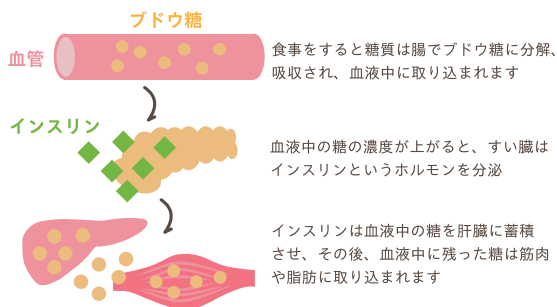 ブドウ糖
血管
食事をすると糖質は腸でブドウ糖に分解、
吸収され、血液中に取り込まれます
インスリン
血液中の糖の濃度が上がると、すい臓は
インスリンというホルモンを分泌
インスリンは血液中の糖を肝臓に蓄積
させ、その後、血液中に残った糖は筋肉
や脂肪に取り込まれます